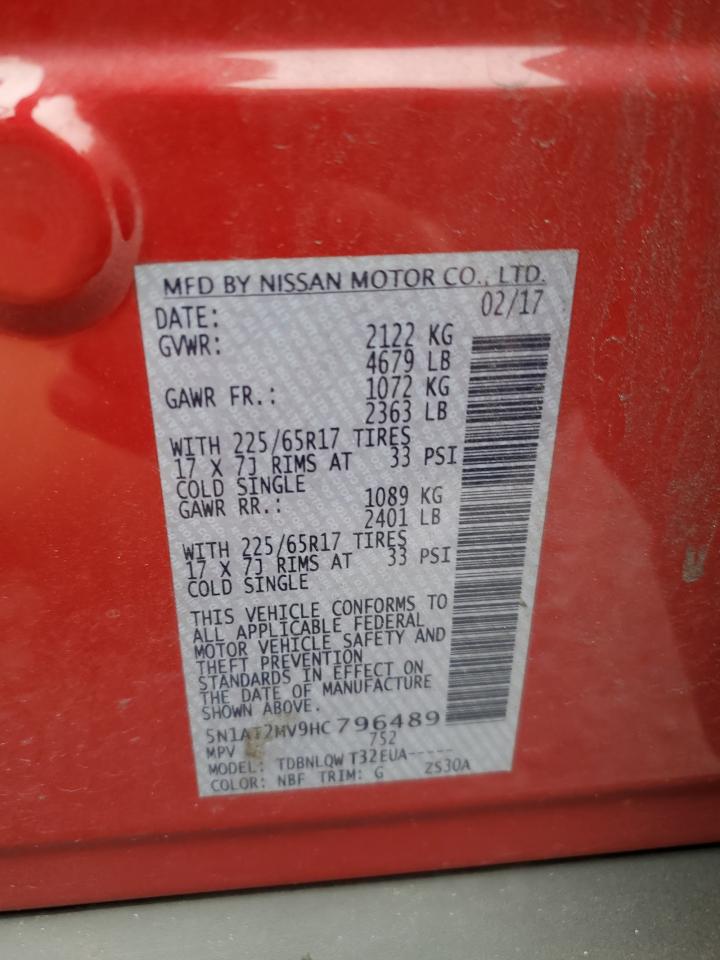 MFD BY NISSAN MOTOR CO., LTD.
DATE: 02/17
GVWR: 2122 KG
4679 LB
GAWR FR.: 1072 KG
2363 LB
WITH 225/65R17 TIRES
17 X 7J RIMS AT 33 PSI
COLD SINGLE
GAWR RR.: 1089 KG
2401 LB
WITH 225/65R17 TIRES
17 X 7J RIMS AT 33 PSI
COLD SINGLE
THIS VEHICLE CONFORMS TO
ALL APPLICABLE FEDERAL
MOTOR VEHICLE SAFETY AND
THEFT PREVENTION
STANDARDS IN EFFECT ON
THE DATE OF MANUFACTURE
SHOWN ABOVE.
5N1AT2MV9HC796489
MPV 752
MODEL: TDBNLQW T32EUA-----
COLOR: NBF TRIM: G ZS30A